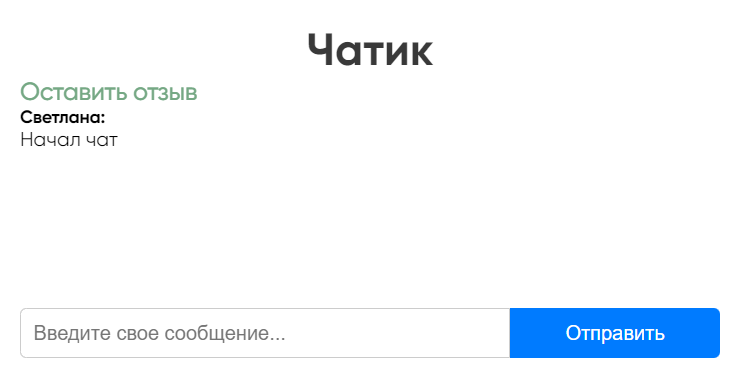 Чатик
Оставить отзыв
Светлана:
Начал чат
Введите свое сообщение...
Отправить